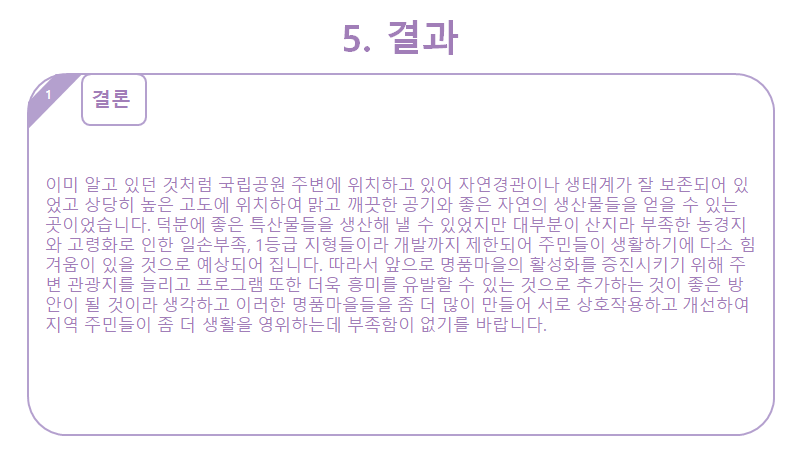 5. 결과
1
결론
이미 알고 있던 것처럼 국립공원 주변에 위치하고 있어 자연경관이나 생태계가 잘 보존되어 있
었고 상당히 높은 고도에 위치하여 맑고 깨끗한 공기와 좋은 자연의 생산물들을 얻을 수 있는
곳이었습니다. 덕분에 좋은 특산물들을 생산해 낼 수 있었지만 대부분이 산지라 부족한 농경지
와 고령화로 인한 일손부족, 1등급 지형들이라 개발까지 제한되어 주민들이 생활하기에 다소 힘
겨움이 있을 것으로 예상되어 집니다. 따라서 앞으로 명품마을의 활성화를 증진시키기 위해 주
변 관광지를 늘리고 프로그램 또한 더욱 흥미를 유발할 수 있는 것으로 추가하는 것이 좋은 방
안이 될 것이라 생각하고 이러한 명품마을들을 좀 더 많이 만들어 서로 상호작용하고 개선하여
지역 주민들이 좀 더 생활을 영위하는데 부족함이 없기를 바랍니다.